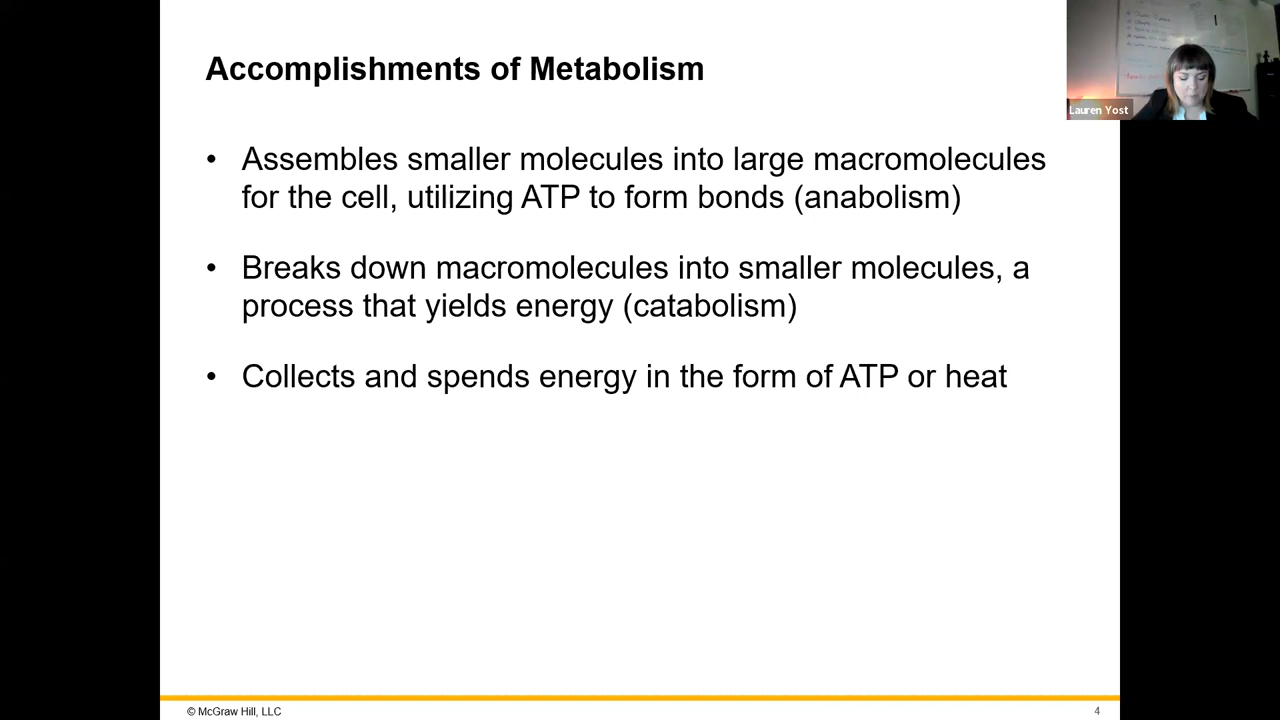 Accomplishments of Metabolism
Lauren Yost
• Assembles smaller molecules into large macromolecules
for the cell, utilizing ATP to form bonds (anabolism)
• Breaks down macromolecules into smaller molecules, a
process that yields energy (catabolism)
• Collects and spends energy in the form of ATP or heat
© McGraw Hill, LLC
4